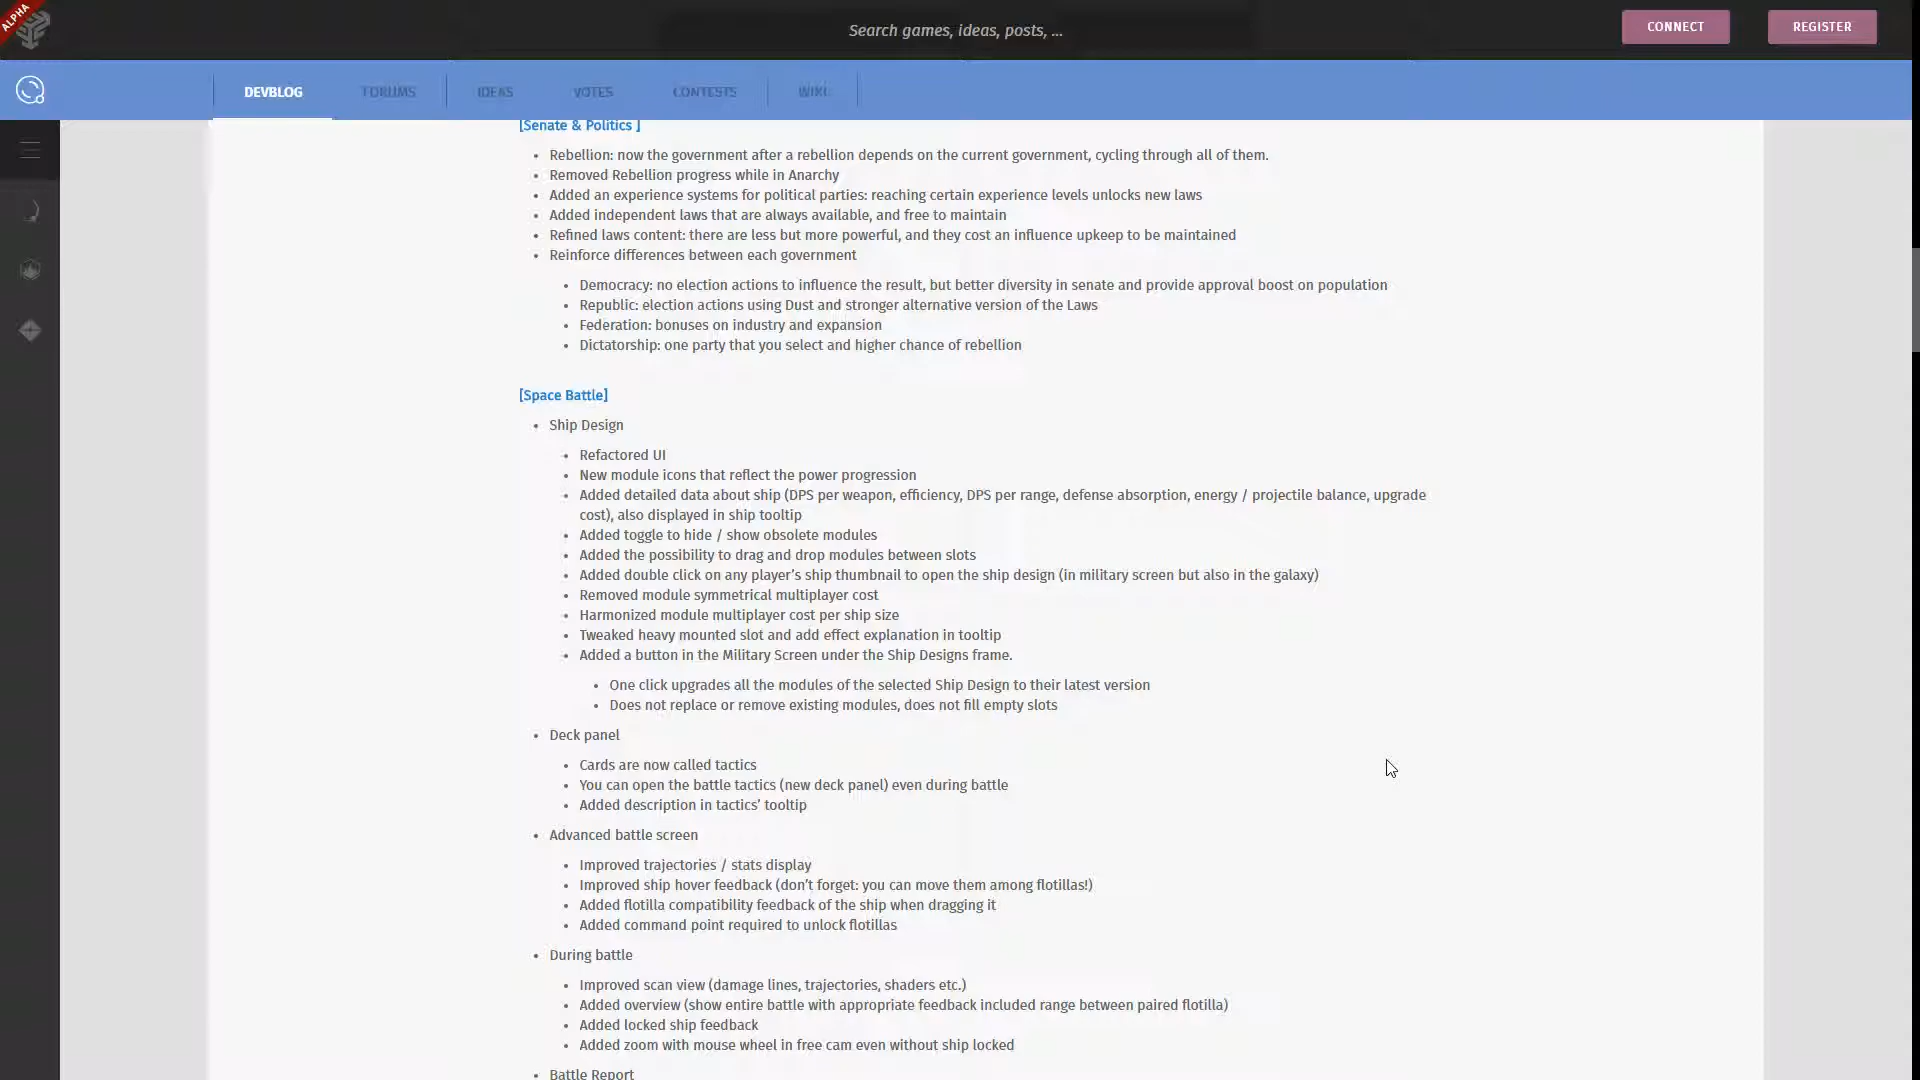 ALPHA
Search games, ideas, posts, ...
CONNECT
REGISTER
DEVBLOG
FORUMS
IDEAS
VOTES
CONTESTS
WIKI
[Senate & Politics ]
• Rebellion: now the government after a rebellion depends on the current government, cycling through all of them.
• Removed Rebellion progress while in Anarchy
• Added an experience systems for political parties: reaching certain experience levels unlocks new laws
• Added independent laws that are always available, and free to maintain
• Refined laws content: there are less but more powerful, and they cost an influence upkeep to be maintained
• Reinforce differences between each government
• Democracy: no election actions to influence the result, but better diversity in senate and provide approval boost on population
• Republic: election actions using Dust and stronger alternative version of the Laws
• Federation: bonuses on industry and expansion
• Dictatorship: one party that you select and higher chance of rebellion
[Space Battle]
• Ship Design
• Refactored UI
• New module icons that reflect the power progression
• Added detailed data about ship (DPS per weapon, efficiency, DPS per range, defense absorption, energy / projectile balance, upgrade
cost), also displayed in ship tooltip
• Added toggle to hide / show obsolete modules
• Added the possibility to drag and drop modules between slots
• Added double click on any player’s ship thumbnail to open the ship design (in military screen but also in the galaxy)
• Removed module symmetrical multiplayer cost
• Harmonized module multiplayer cost per ship size
• Tweaked heavy mounted slot and add effect explanation in tooltip
• Added a button in the Military Screen under the Ship Designs frame.
• One click upgrades all the modules of the selected Ship Design to their latest version
• Does not replace or remove existing modules, does not fill empty slots
• Deck panel
• Cards are now called tactics
• You can open the battle tactics (new deck panel) even during battle
• Added description in tactics’ tooltip
• Advanced battle screen
• Improved trajectories / stats display
• Improved ship hover feedback (don’t forget: you can move them among flotillas!)
• Added flotilla compatibility feedback of the ship when dragging it
• Added command point required to unlock flotillas
• During battle
• Improved scan view (damage lines, trajectories, shaders etc.)
• Added overview (show entire battle with appropriate feedback included range between paired flotilla)
• Added locked ship feedback
• Added zoom with mouse wheel in free cam even without ship locked
• Battle Report